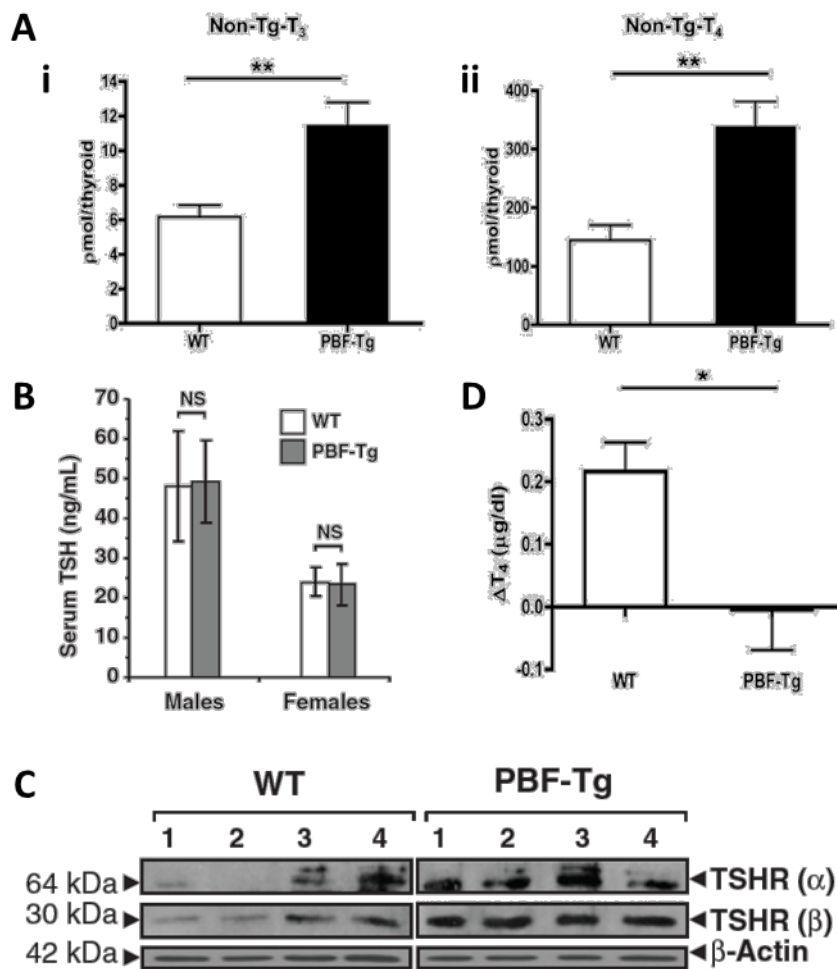 A
Non-Tg-T3
Non-Tg-T4
i
ii
**
**
pmol/thyroid
14
12
10
8
6
4
2
0
WT
PBF-Tg
pmol/thyroid
400
300
200
100
0
WT
PBF-Tg
B
D
Serum TSH (ng/mL)
70
60
50
40
30
20
10
0
NS
NS
WT
PBF-Tg
Males
Females
*
ΔT4 (μg/dl)
0.3
0.2
0.1
0.0
-0.1
WT
PBF-Tg
C
WT
PBF-Tg
1 2 3 4
1 2 3 4
64 kDa
TSHR (α)
30 kDa
TSHR (β)
42 kDa
β-Actin